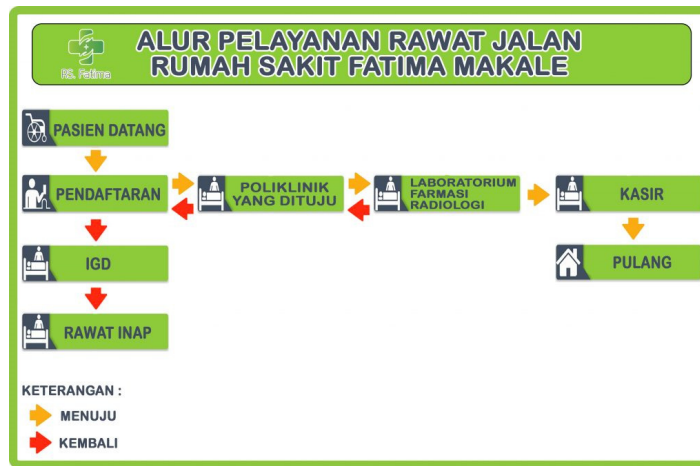 ALUR PELAYANAN RAWAT JALAN
RUMAH SAKIT FATIMA MAKALE
RS. Fatima
PASIEN DATANG
PENDAFTARAN
POLIKLINIK
YANG DITUJU
LABORATORIUM
FARMASI
RADIOLOGI
KASIR
IGD
PULANG
RAWAT INAP
KETERANGAN :
MENUJU
KEMBALI